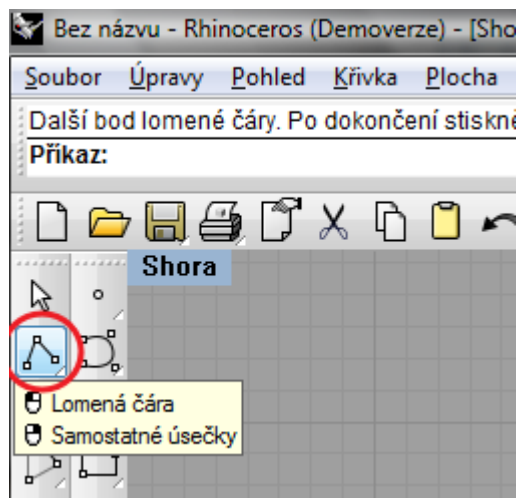 Bez názvu - Rhinoceros (Demoverze) - [Sho
Soubor Úpravy Pohled Křivka Plocha
Další bod lomené čáry. Po dokončení stiskně
Příkaz:
Shora
Lomená čára
Samostatné úsečky